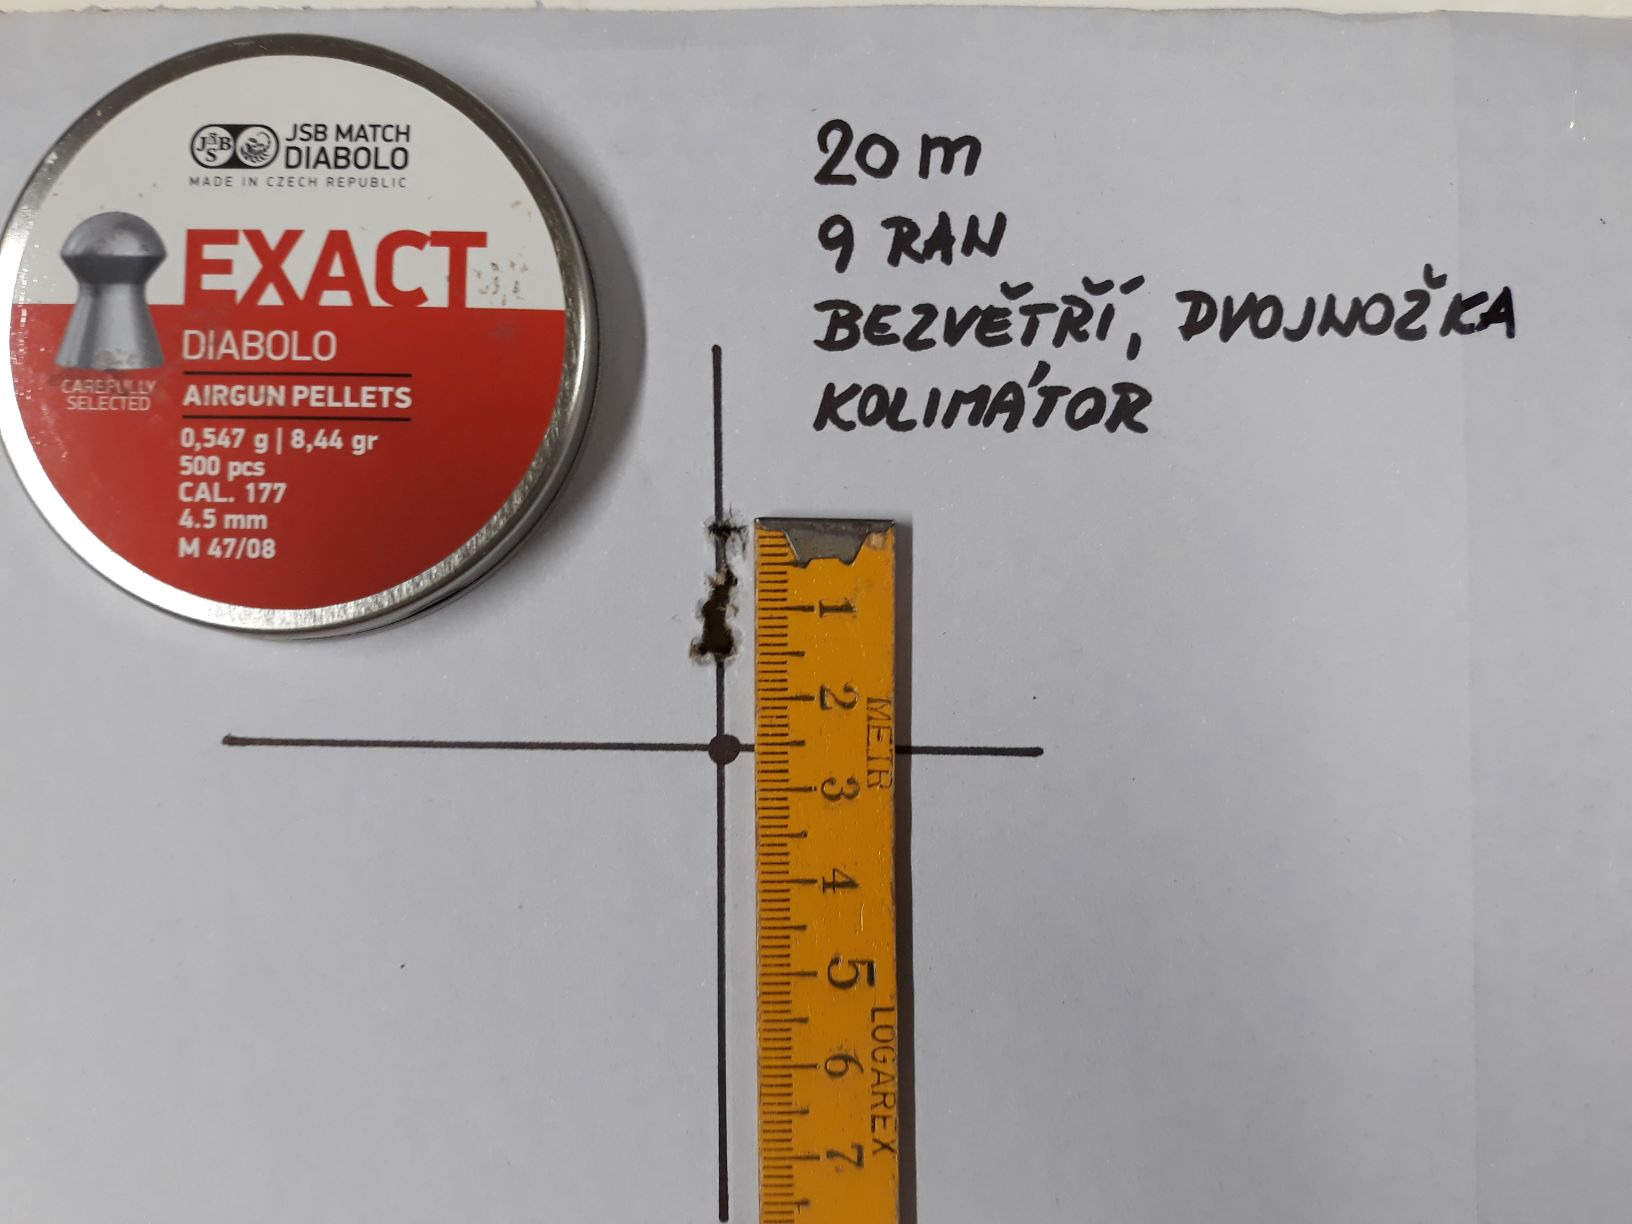 JSB
JSB MATCH
DIABOLO
MADE IN CZECH REPUBLIC
EXACT
DIABOLO
CAREFULLY
SELECTED
AIRGUN PELLETS
0,547 g | 8,44 gr
500 pcs
CAL. 177
4.5 mm
M 47/08
20 m
9 RAN
BEZVĚTŘÍ, DVOJNOŽKA
KOLIMÁTOR
1
2
METR
3
4
5
LOGAREX
6
7